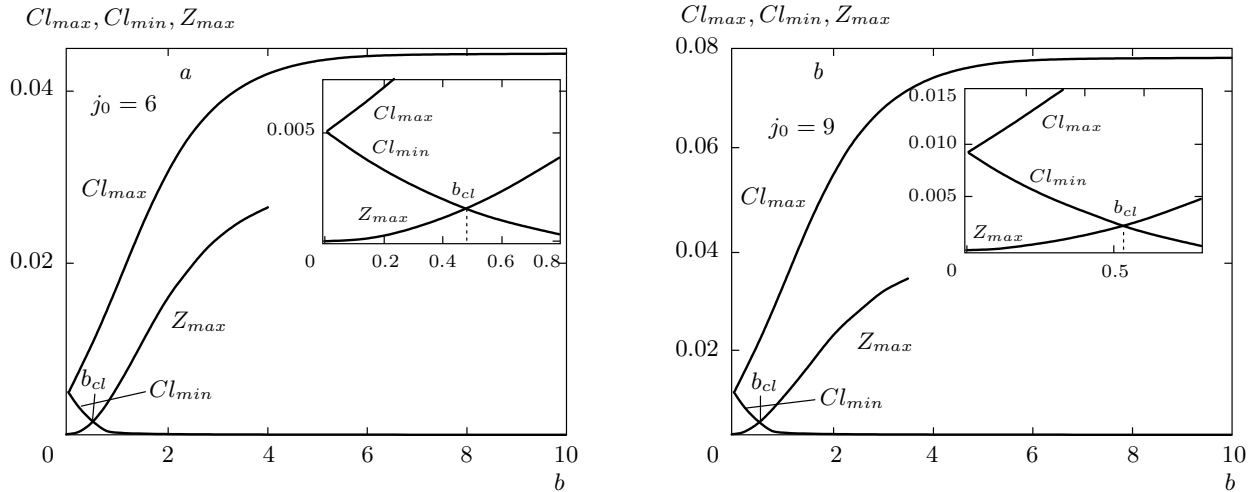 Cl_max, Cl_min, Z_max
a
j_0 = 6
0.04
0.02
0
2
4
6
8
10
b
Cl_max
Z_max
b_cl
Cl_min
0.005
Cl_max
Cl_min
b_cl
Z_max
0
0.2
0.4
0.6
0.8
Cl_max, Cl_min, Z_max
b
j_0 = 9
0.08
0.06
0.04
0.02
0
2
4
6
8
10
b
Cl_max
Z_max
b_cl
Cl_min
0.015
0.010
0.005
Cl_max
Cl_min
b_cl
Z_max
0
0.5